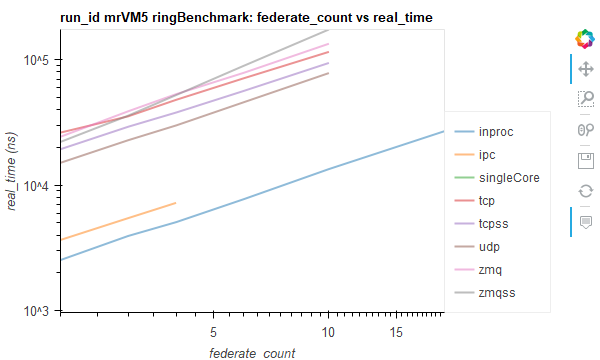 run_id mrVM5 ringBenchmark: federate_count vs real_time
10^5
10^4
10^3
real_time (ns)
5
10
15
federate_count
inproc
ipc
singleCore
tcp
tcpss
udp
zmq
zmqss